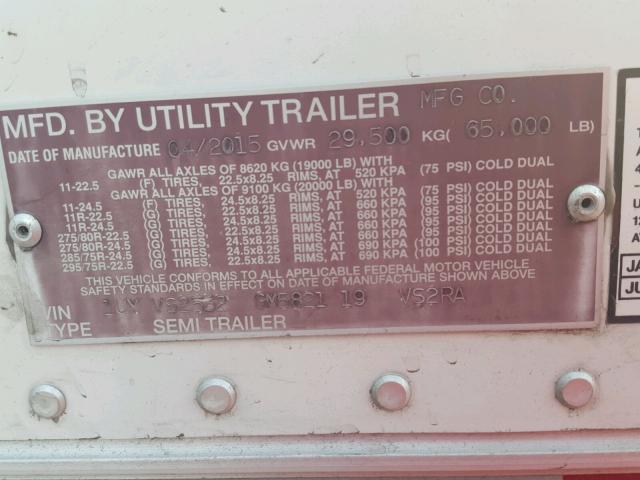 MFD. BY UTILITY TRAILER MFG CO.
DATE OF MANUFACTURE 04/2015 GVWR 29,500 KG( 65,000 LB)
GAWR ALL AXLES OF 8620 KG (19000 LB) WITH
11-22.5 (F) TIRES, 22.5x8.25 RIMS, AT 520 KPA (75 PSI) COLD DUAL
GAWR ALL AXLES OF 9100 KG (20000 LB) WITH
11-24.5 (F) TIRES, 24.5x8.25 RIMS, AT 520 KPA (75 PSI) COLD DUAL
11R-22.5 (G) TIRES, 22.5x8.25 RIMS, AT 660 KPA (95 PSI) COLD DUAL
11R-24.5 (G) TIRES, 24.5x8.25 RIMS, AT 660 KPA (95 PSI) COLD DUAL
275/80R-22.5 (G) TIRES, 22.5x8.25 RIMS, AT 660 KPA (95 PSI) COLD DUAL
275/80R-24.5 (G) TIRES, 24.5x8.25 RIMS, AT 660 KPA (95 PSI) COLD DUAL
285/75R-24.5 (G) TIRES, 24.5x8.25 RIMS, AT 690 KPA (100 PSI) COLD DUAL
295/75R-22.5 (G) TIRES, 22.5x8.25 RIMS, AT 690 KPA (100 PSI) COLD DUAL
THIS VEHICLE CONFORMS TO ALL APPLICABLE FEDERAL MOTOR VEHICLE
SAFETY STANDARDS IN EFFECT ON DATE OF MANUFACTURE SHOWN ABOVE
VIN 19 VS2RA
TYPE SEMI TRAILER
JA
JU